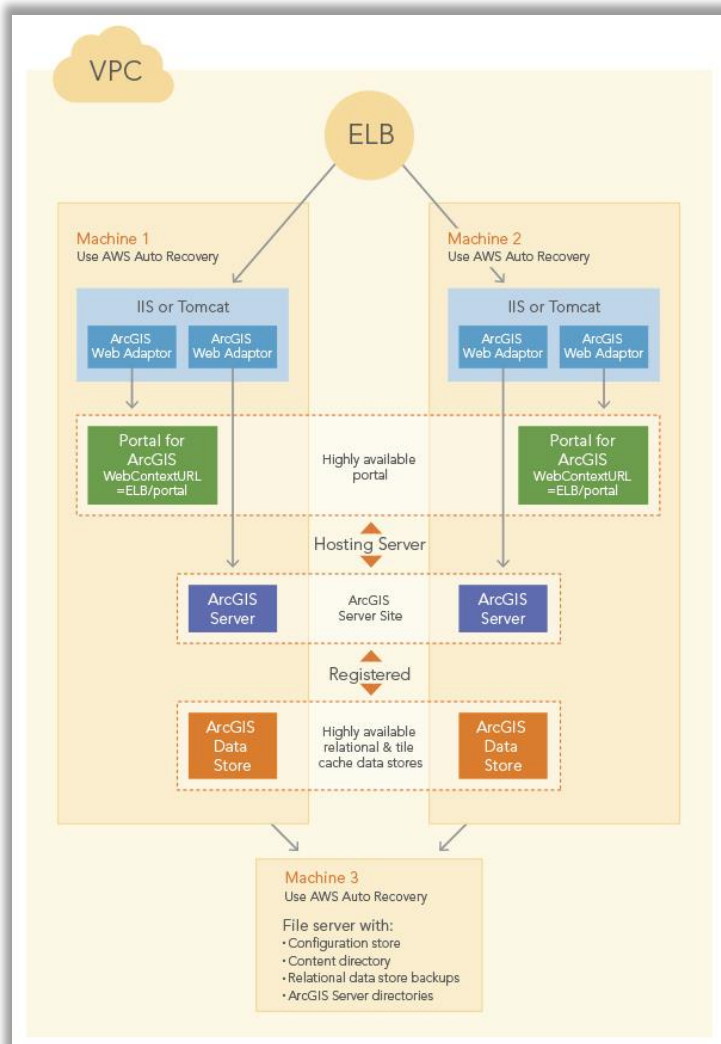 VPC
ELB
Machine 1
Use AWS Auto Recovery
IIS or Tomcat
ArcGIS
Web Adaptor
ArcGIS
Web Adaptor
Portal for
ArcGIS
WebContextURL
=ELB/portal
ArcGIS
Server
ArcGIS
Data
Store
Highly available
portal
Hosting Server
ArcGIS
Server Site
Registered
Highly available
relational & tile
cache data stores
Machine 2
Use AWS Auto Recovery
IIS or Tomcat
ArcGIS
Web Adaptor
ArcGIS
Web Adaptor
Portal for
ArcGIS
WebContextURL
=ELB/portal
ArcGIS
Server
ArcGIS
Data
Store
Machine 3
Use AWS Auto Recovery
File server with:
• Configuration store
• Content directory
• Relational data store backups
• ArcGIS Server directories